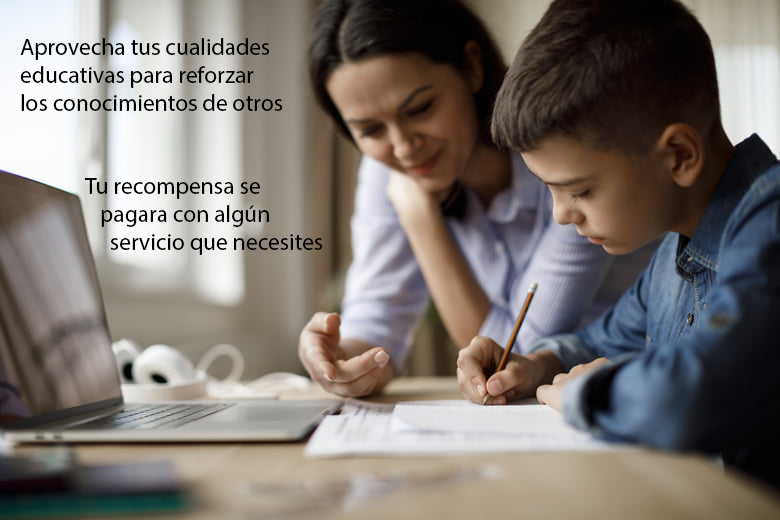 Aprovecha tus cualidades
educativas para reforzar
los conocimientos de otros
Tu recompensa se
pagara con algún
servicio que necesites